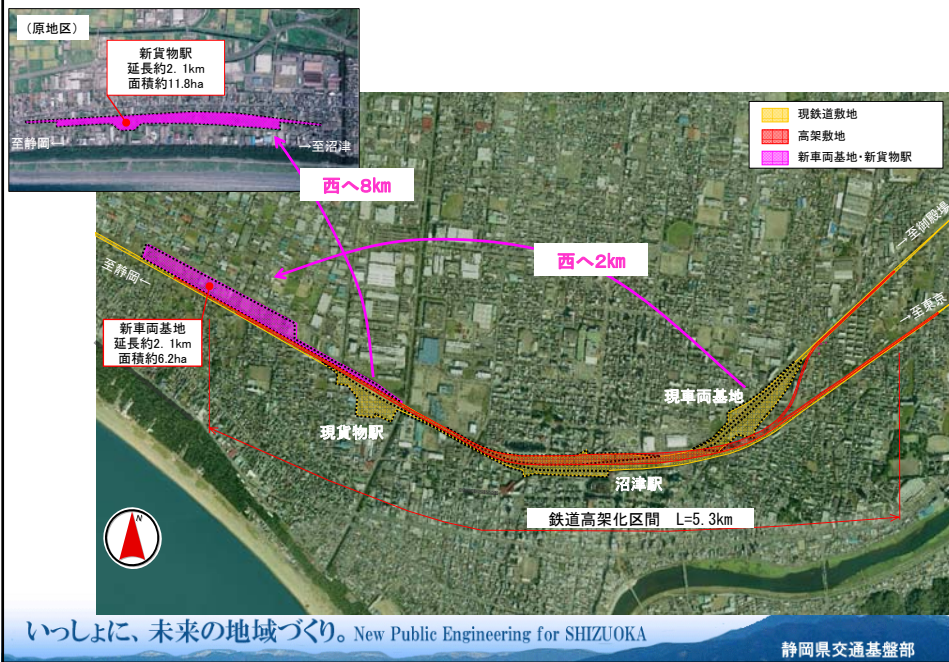 (原地区)
新貨物駅
延長約2.1km
面積約11.8ha
至静岡←
→至沼津
現鉄道敷地
高架敷地
新車両基地・新貨物駅
西へ8km
西へ2km
→至御殿場
→至東京
至静岡←
新車両基地
延長約2.1km
面積約6.2ha
現車両基地
現貨物駅
沼津駅
鉄道高架化区間 L=5.3km
N
いっしょに、未来の地域づくり。New Public Engineering for SHIZUOKA
静岡県交通基盤部